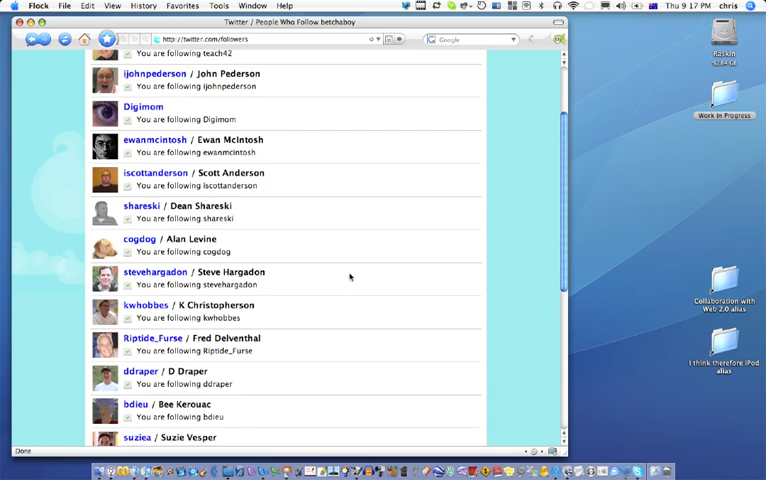 Flock File Edit View History Favorites Tools Window Help Thu 9:17 PM chris
Twitter / People Who Follow betchaboy
http://twitter.com/followers
Google
You are following teach42
ijohnpederson / John Pederson
You are following ijohnpederson
Digimom
You are following Digimom
ewanmcintosh / Ewan McIntosh
You are following ewanmcintosh
iscottanderson / Scott Anderson
You are following iscottanderson
shareski / Dean Shareski
You are following shareski
cogdog / Alan Levine
You are following cogdog
stevehargadon / Steve Hargadon
You are following stevehargadon
kwhobbes / K Christopherson
You are following kwhobbes
Riptide_Furse / Fred Delventhal
You are following Riptide_Furse
ddraper / D Draper
You are following ddraper
bdieu / Bee Kerouac
You are following bdieu
suziea / Suzie Vesper
Done
Raskin
Work in Progress
Collaboration with
Web 2.0 alias
I think therefore iPod
alias